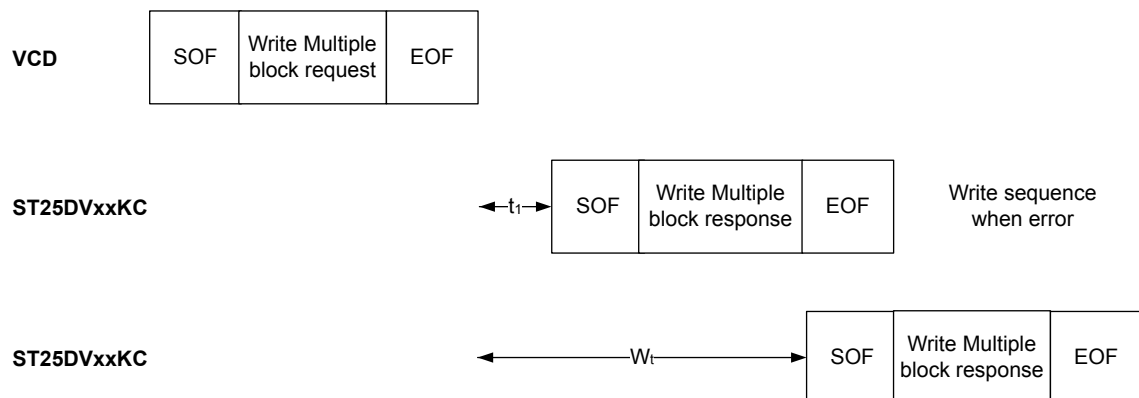 VCD
SOF
Write Multiple
block request
EOF
ST25DVxxKC
t1
SOF
Write Multiple
block response
EOF
Write sequence
when error
ST25DVxxKC
Wt
SOF
Write Multiple
block response
EOF